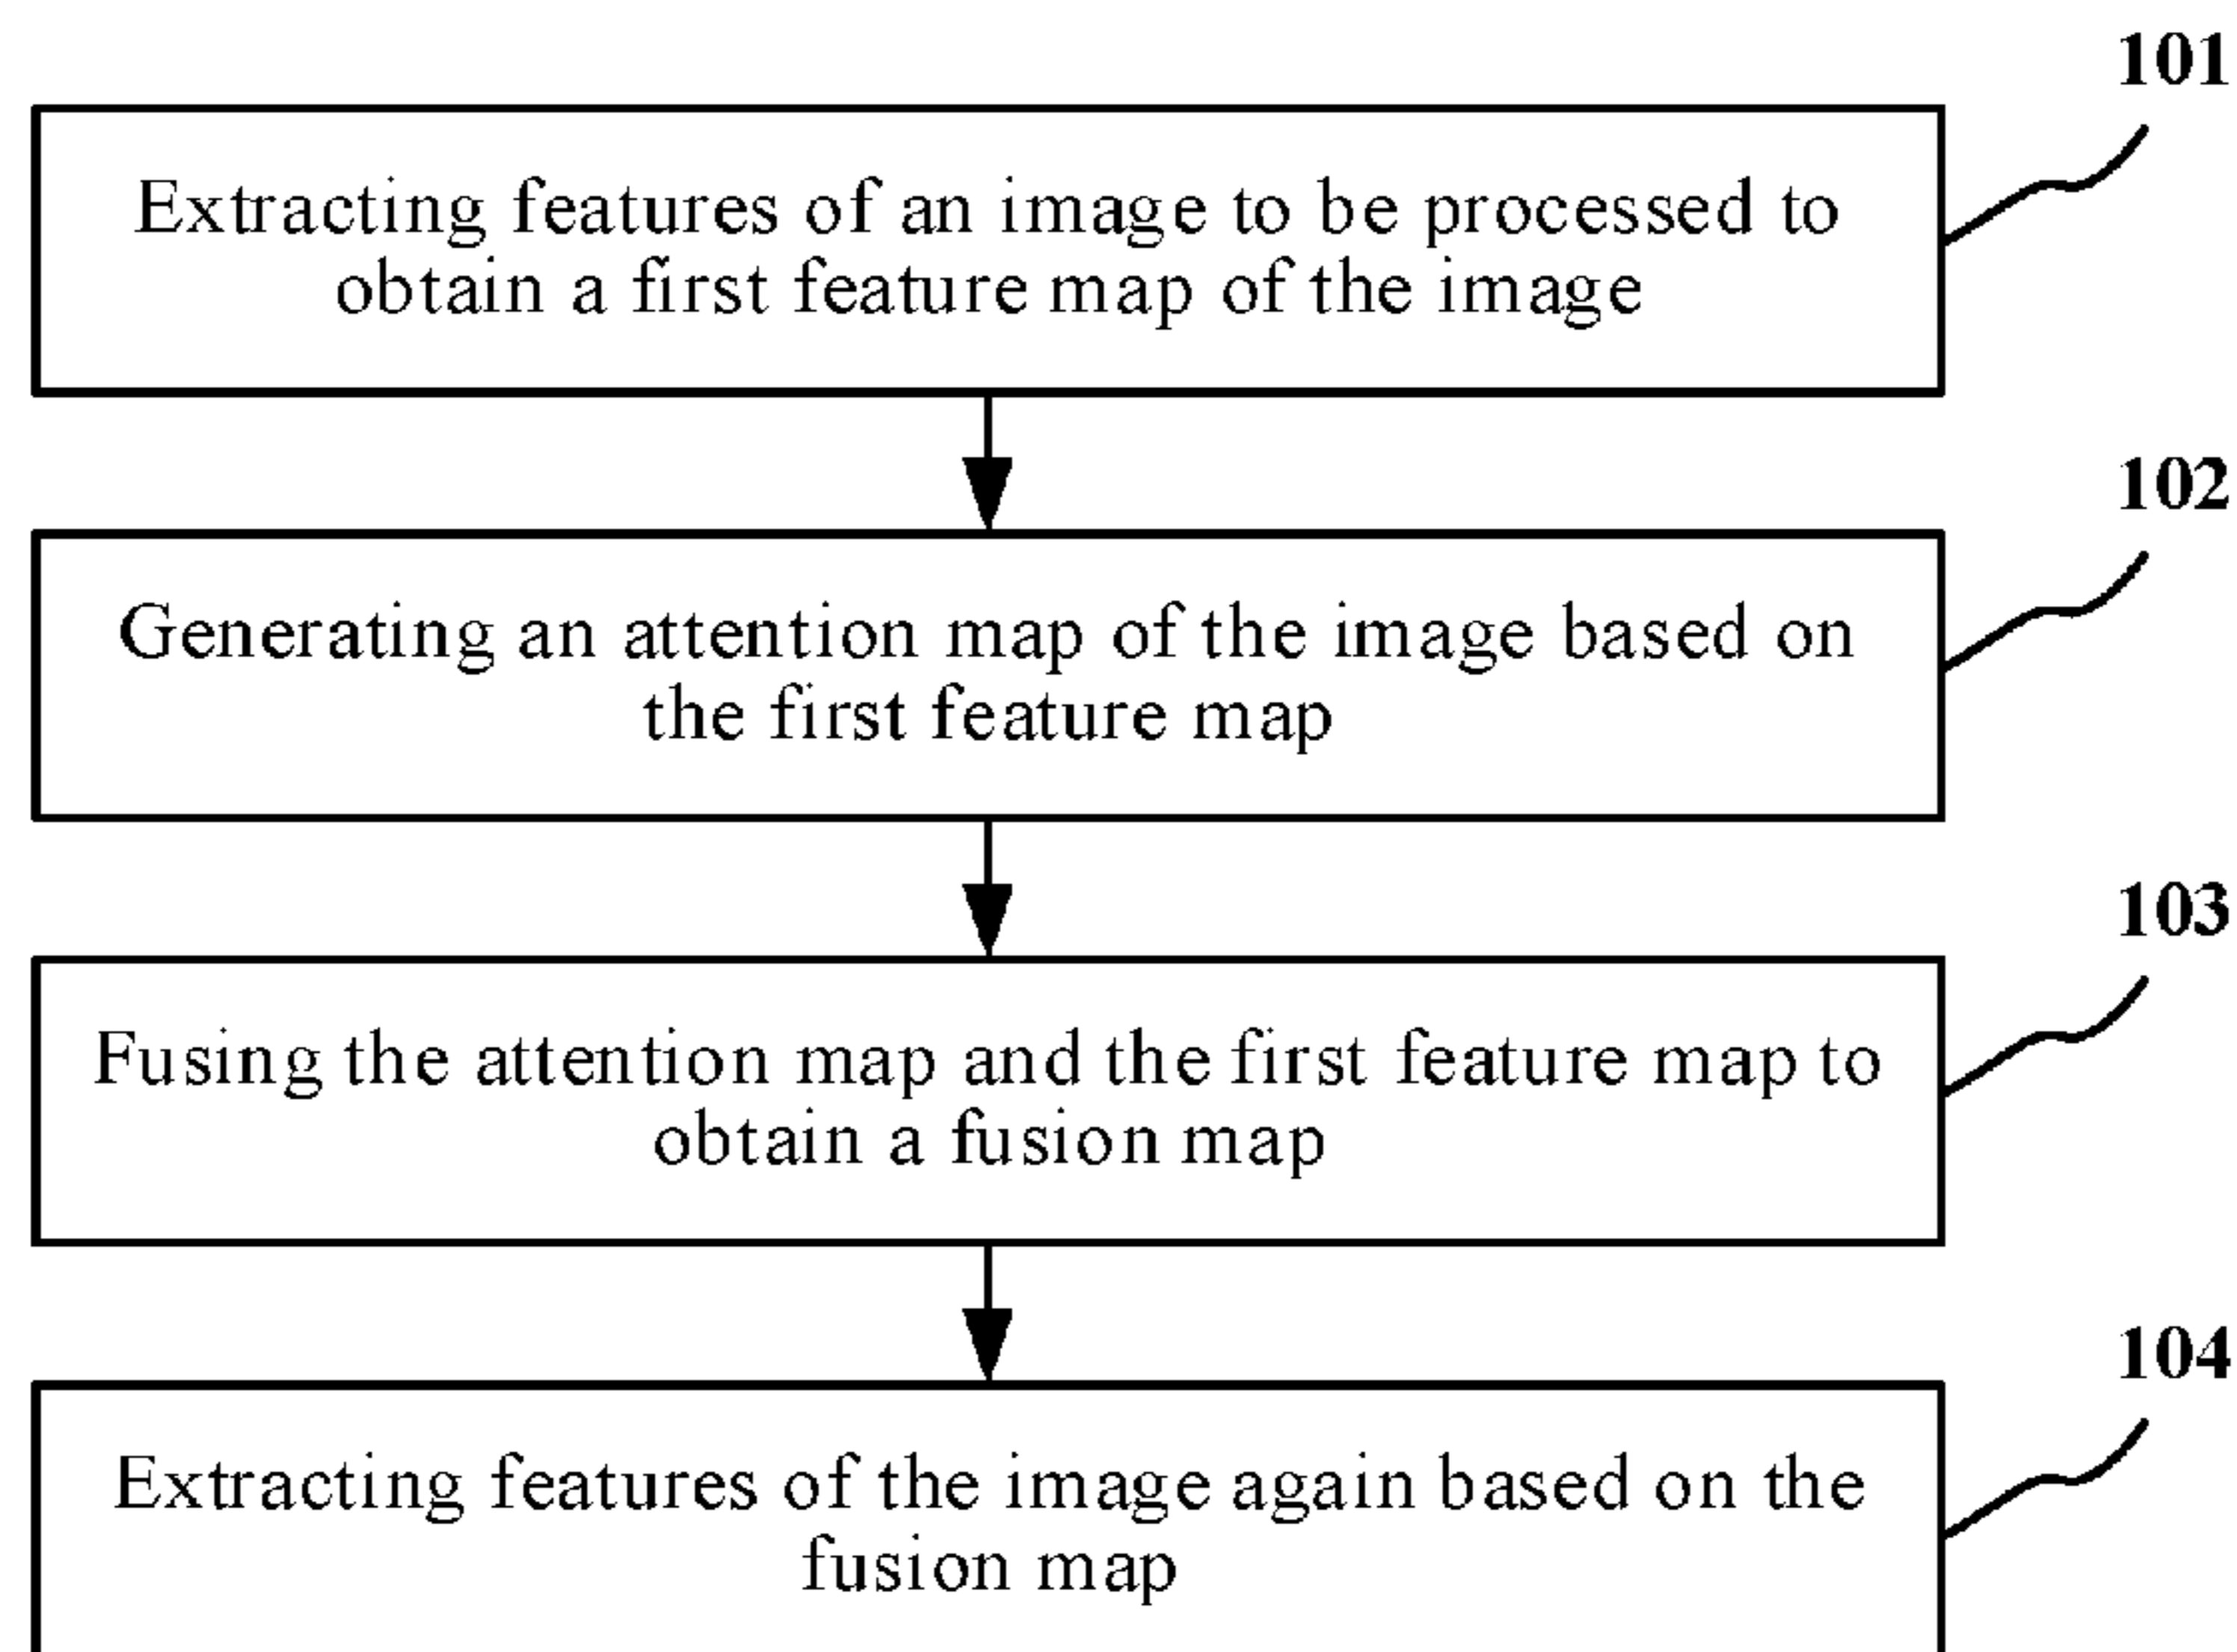 101
Extracting features of an image to be processed to
obtain a first feature map of the image
102
Generating an attention map of the image based on
the first feature map
103
Fusing the attention map and the first feature map to
obtain a fusion map
104
Extracting features of the image again based on the
fusion map